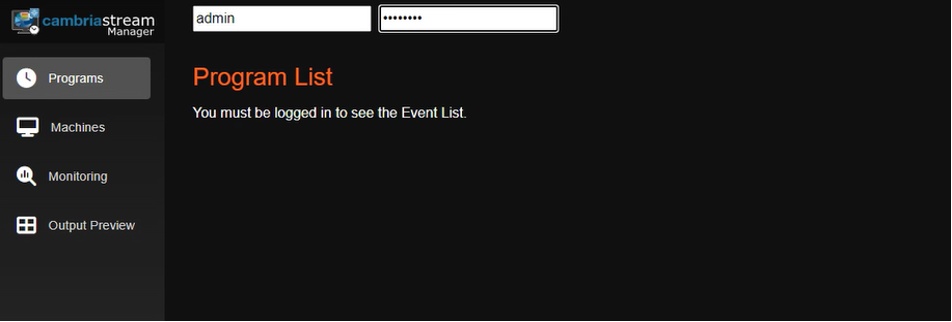 cambriastream
Manager
admin
••••••••
Programs
Machines
Monitoring
Output Preview
Program List
You must be logged in to see the Event List.